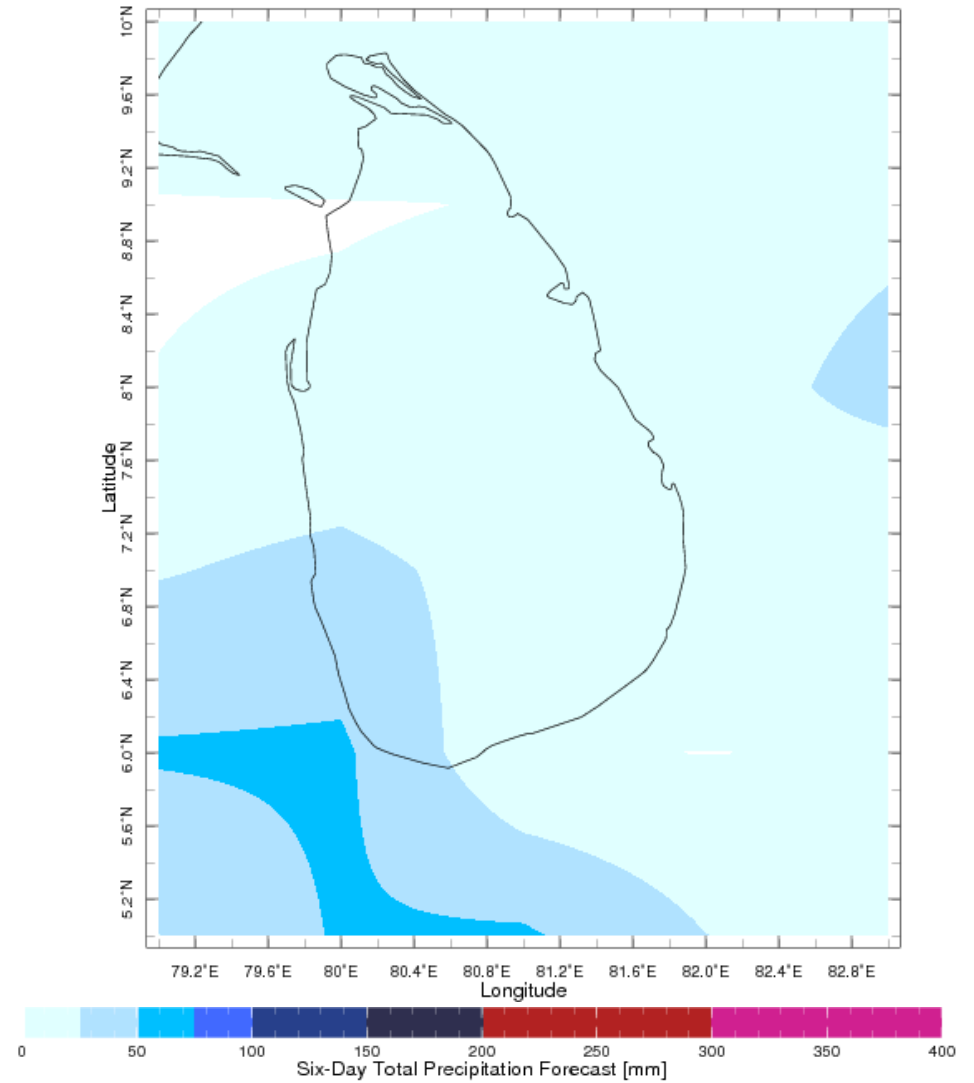 10°N
9.6°N
9.2°N
8.8°N
8.4°N
8°N
7.6°N
7.2°N
6.8°N
6.4°N
6.0°N
5.6°N
5.2°N
Latitude
79.2°E 79.6°E 80°E 80.4°E 80.8°E 81.2°E 81.6°E 82.0°E 82.4°E 82.8°E
Longitude
0 50 100 150 200 250 300 350 400
Six-Day Total Precipitation Forecast [mm]